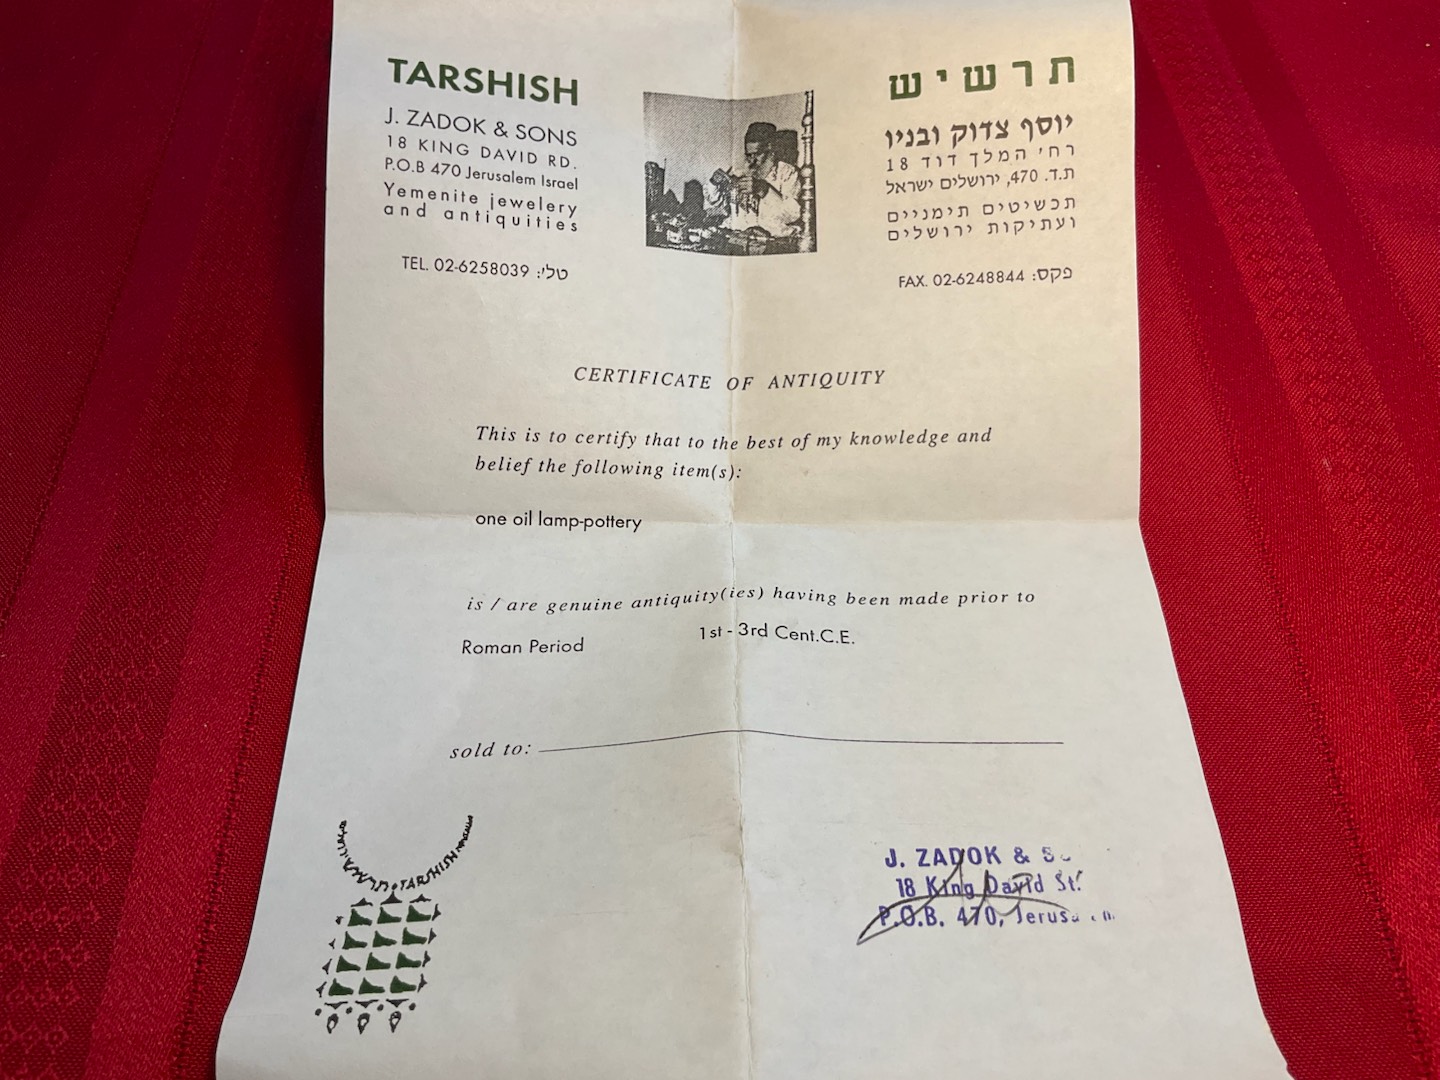 TARSHISH
J. ZADOK & SONS
18 KING DAVID RD.
P.O.B 470 Jerusalem Israel
Yemenite jewelery
and antiquities
TEL. 02-6258039 :טלי
תרשיש
יוסף צדוק ובניו
רח' המלך דוד 18
ת.ד. 470, ירושלים ישראל
תכשיטים תימניים
ועתיקות ירושלים
FAX. 02-6248844 :פקס
CERTIFICATE OF ANTIQUITY
This is to certify that to the best of my knowledge and
belief the following item(s):
one oil lamp-pottery
is / are genuine antiquity(ies) having been made prior to
Roman Period 1st - 3rd Cent.C.E.
sold to:
תרשיש • TARSHISH
J. ZADOK &
18 King David St.
P.O.B. 470,